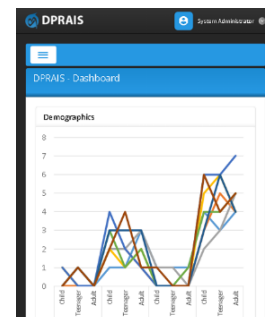 DPRAIS
System Administrator
DPRAIS - Dashboard
Demographics
8
7
6
5
4
3
2
1
0
Child
Teenager
Adult
Child
Teenager
Adult
Child
Teenager
Adult
Child
Teenager
Adult